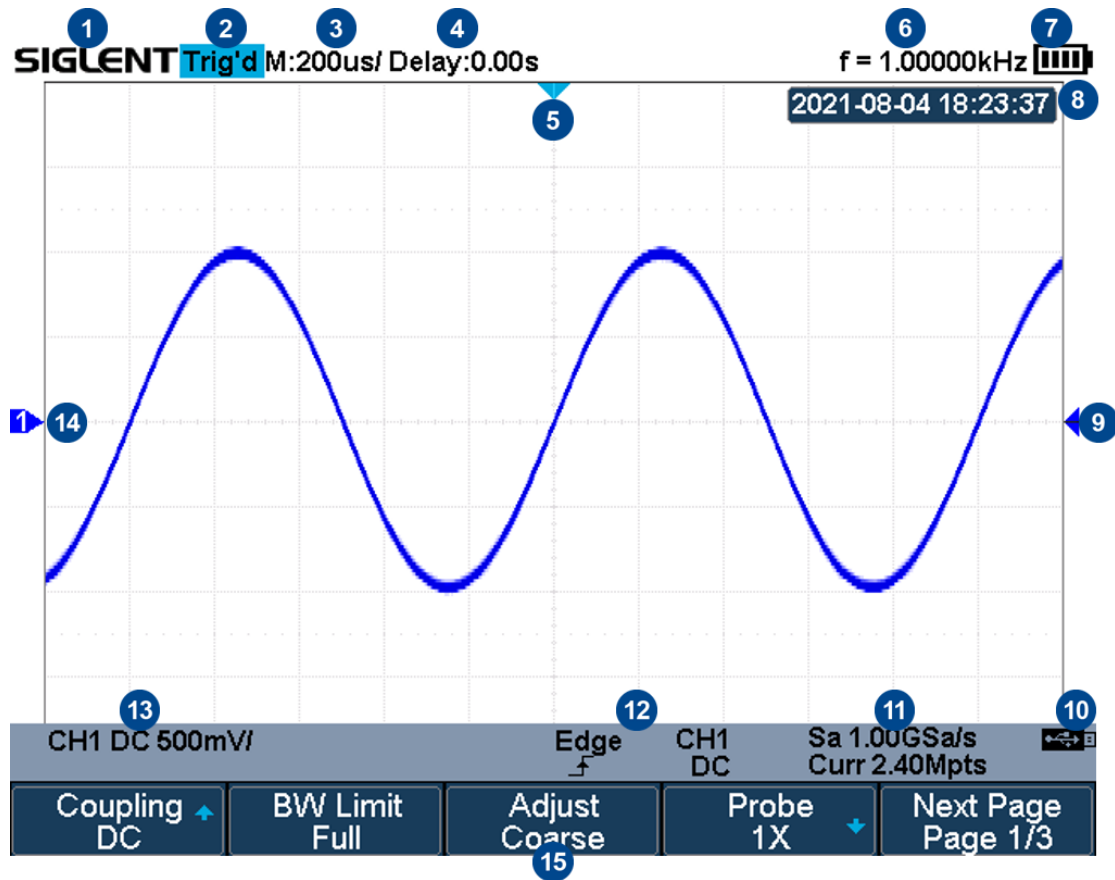 1 2 3 4 6 7
SIGLENT Trig'd M:200us/ Delay:0.00s f = 1.00000kHz
5 2021-08-04 18:23:37 8
1 14 9
13 12 11 10
CH1 DC 500mV/ Edge CH1 Sa 1.00GSa/s
DC Curr 2.40Mpts
Coupling BW Limit Adjust Probe Next Page
DC Full Coarse 1X Page 1/3
15